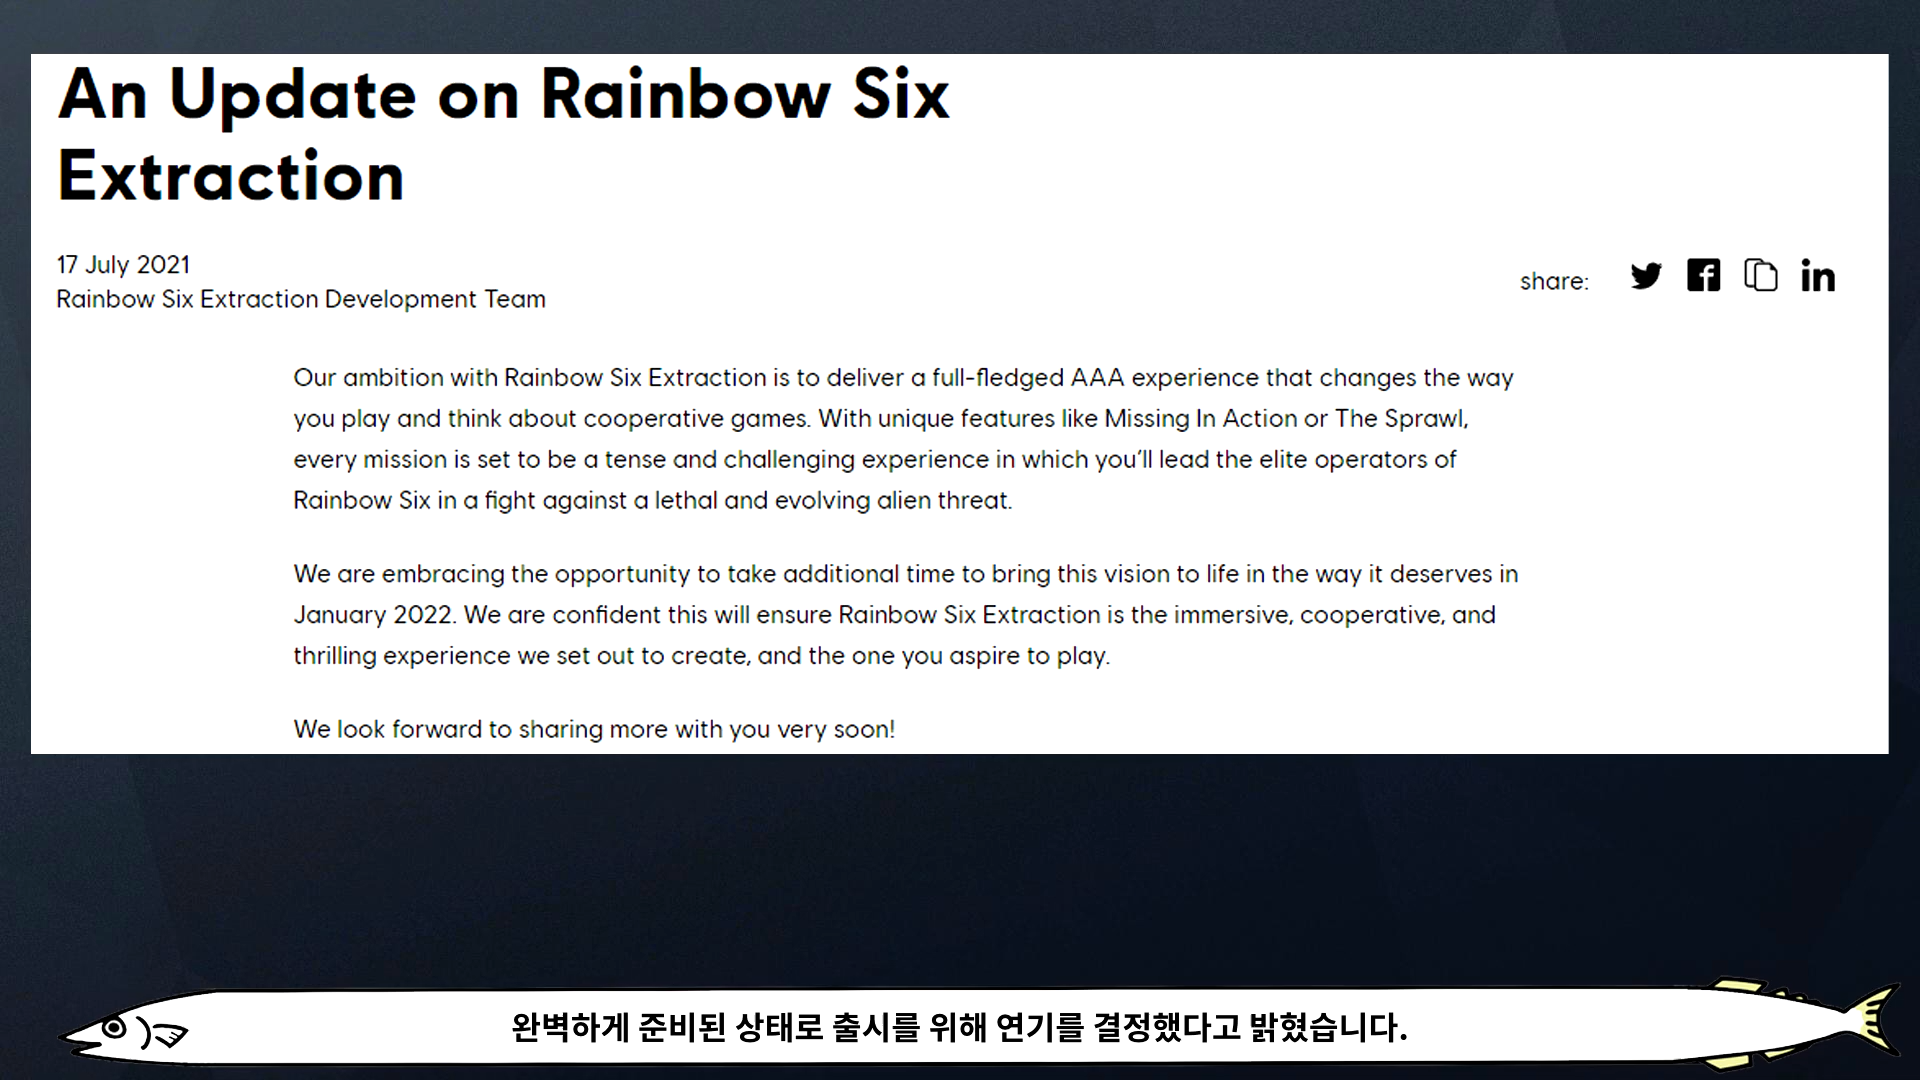 An Update on Rainbow Six
Extraction
17 July 2021
Rainbow Six Extraction Development Team
share:
Our ambition with Rainbow Six Extraction is to deliver a full-fledged AAA experience that changes the way
you play and think about cooperative games. With unique features like Missing In Action or The Sprawl,
every mission is set to be a tense and challenging experience in which you'll lead the elite operators of
Rainbow Six in a fight against a lethal and evolving alien threat.
We are embracing the opportunity to take additional time to bring this vision to life in the way it deserves in
January 2022. We are confident this will ensure Rainbow Six Extraction is the immersive, cooperative, and
thrilling experience we set out to create, and the one you aspire to play.
We look forward to sharing more with you very soon!
완벽하게 준비된 상태로 출시를 위해 연기를 결정했다고 밝혔습니다.